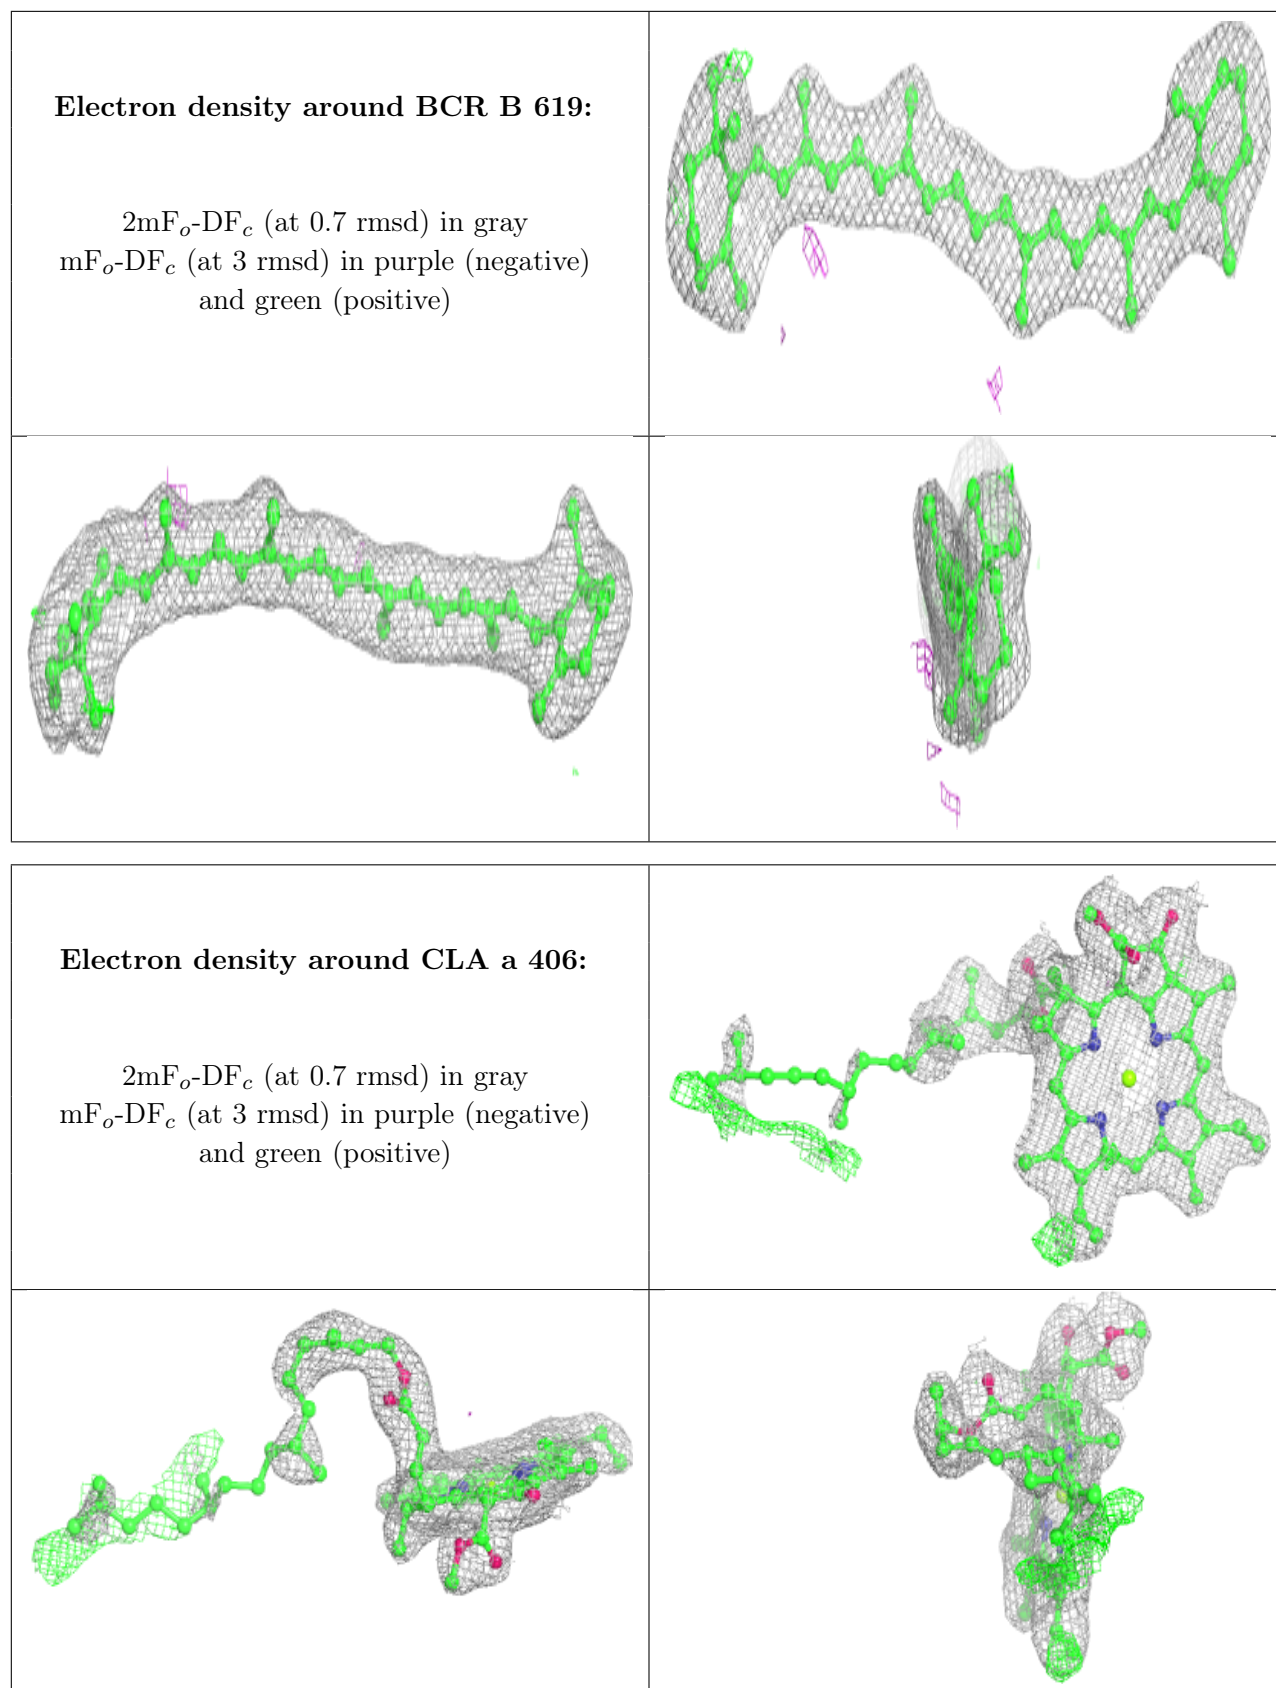 Electron density around BCR B 619:
2mFo-DFc (at 0.7 rmsd) in gray
mFo-DFc (at 3 rmsd) in purple (negative)
and green (positive)
Electron density around CLA a 406:
2mFo-DFc (at 0.7 rmsd) in gray
mFo-DFc (at 3 rmsd) in purple (negative)
and green (positive)